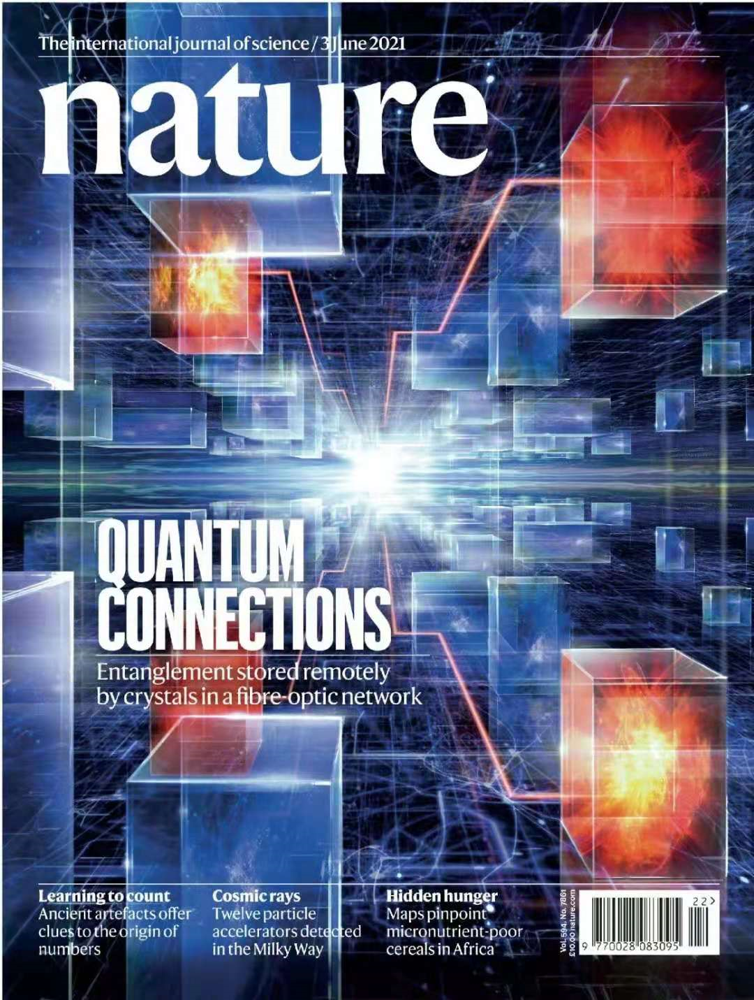 The international journal of science / 3 June 2021
nature
QUANTUM
CONNECTIONS
Entanglement stored remotely
by crystals in a fibre-optic network
Learning to count
Ancient artefacts offer
clues to the origin of
numbers
Cosmic rays
Twelve particle
accelerators detected
in the Milky Way
Hidden hunger
Maps pinpoint
micronutrient-poor
cereals in Africa
Vol. 594, No. 7861
£10.00 nature.com
22>
9 770028 083095